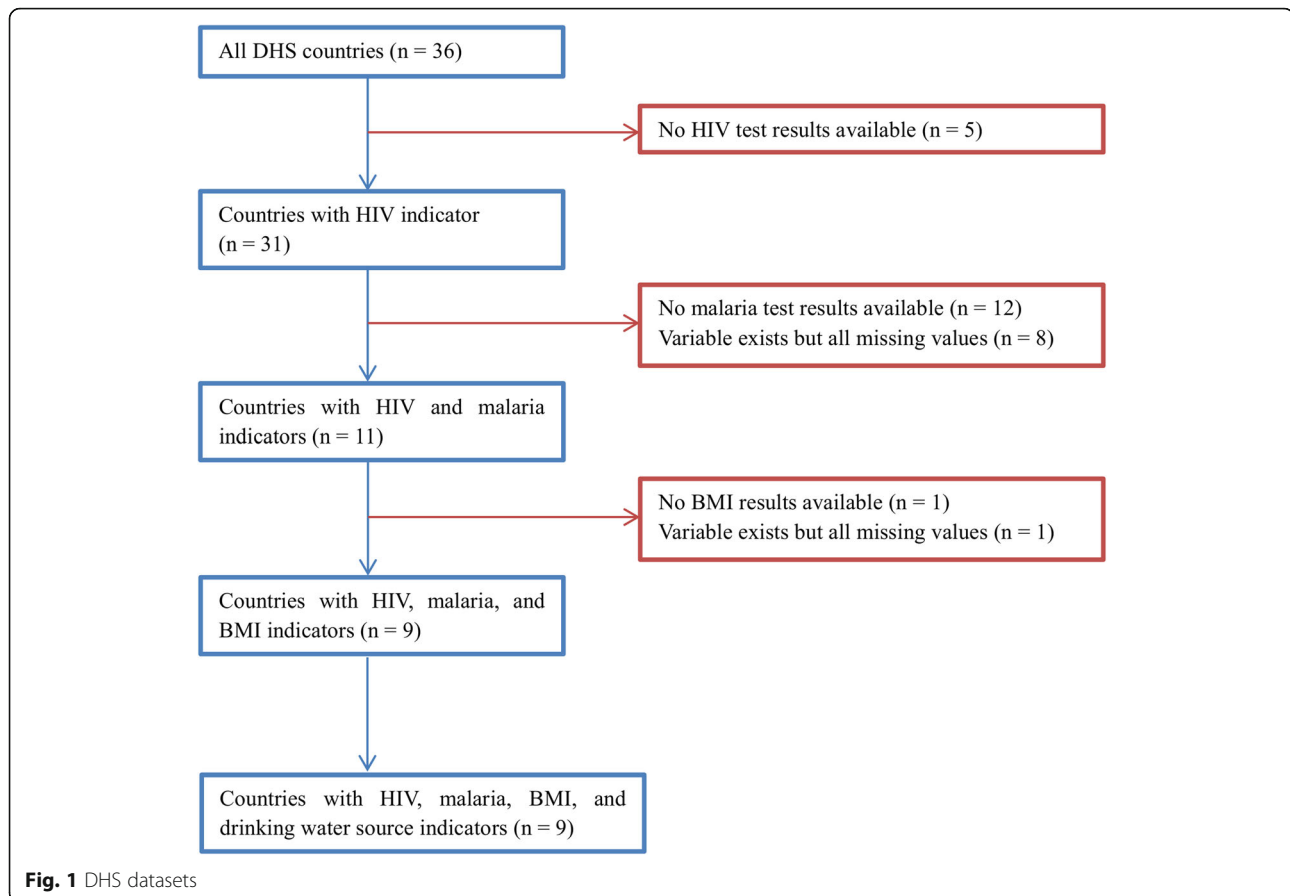 All DHS countries (n = 36)
No HIV test results available (n = 5)
Countries with HIV indicator
(n = 31)
No malaria test results available (n = 12)
Variable exists but all missing values (n = 8)
Countries with HIV and malaria
indicators (n = 11)
No BMI results available (n = 1)
Variable exists but all missing values (n = 1)
Countries with HIV, malaria, and
BMI indicators (n = 9)
Countries with HIV, malaria, BMI, and
drinking water source indicators (n = 9)
Fig. 1 DHS datasets